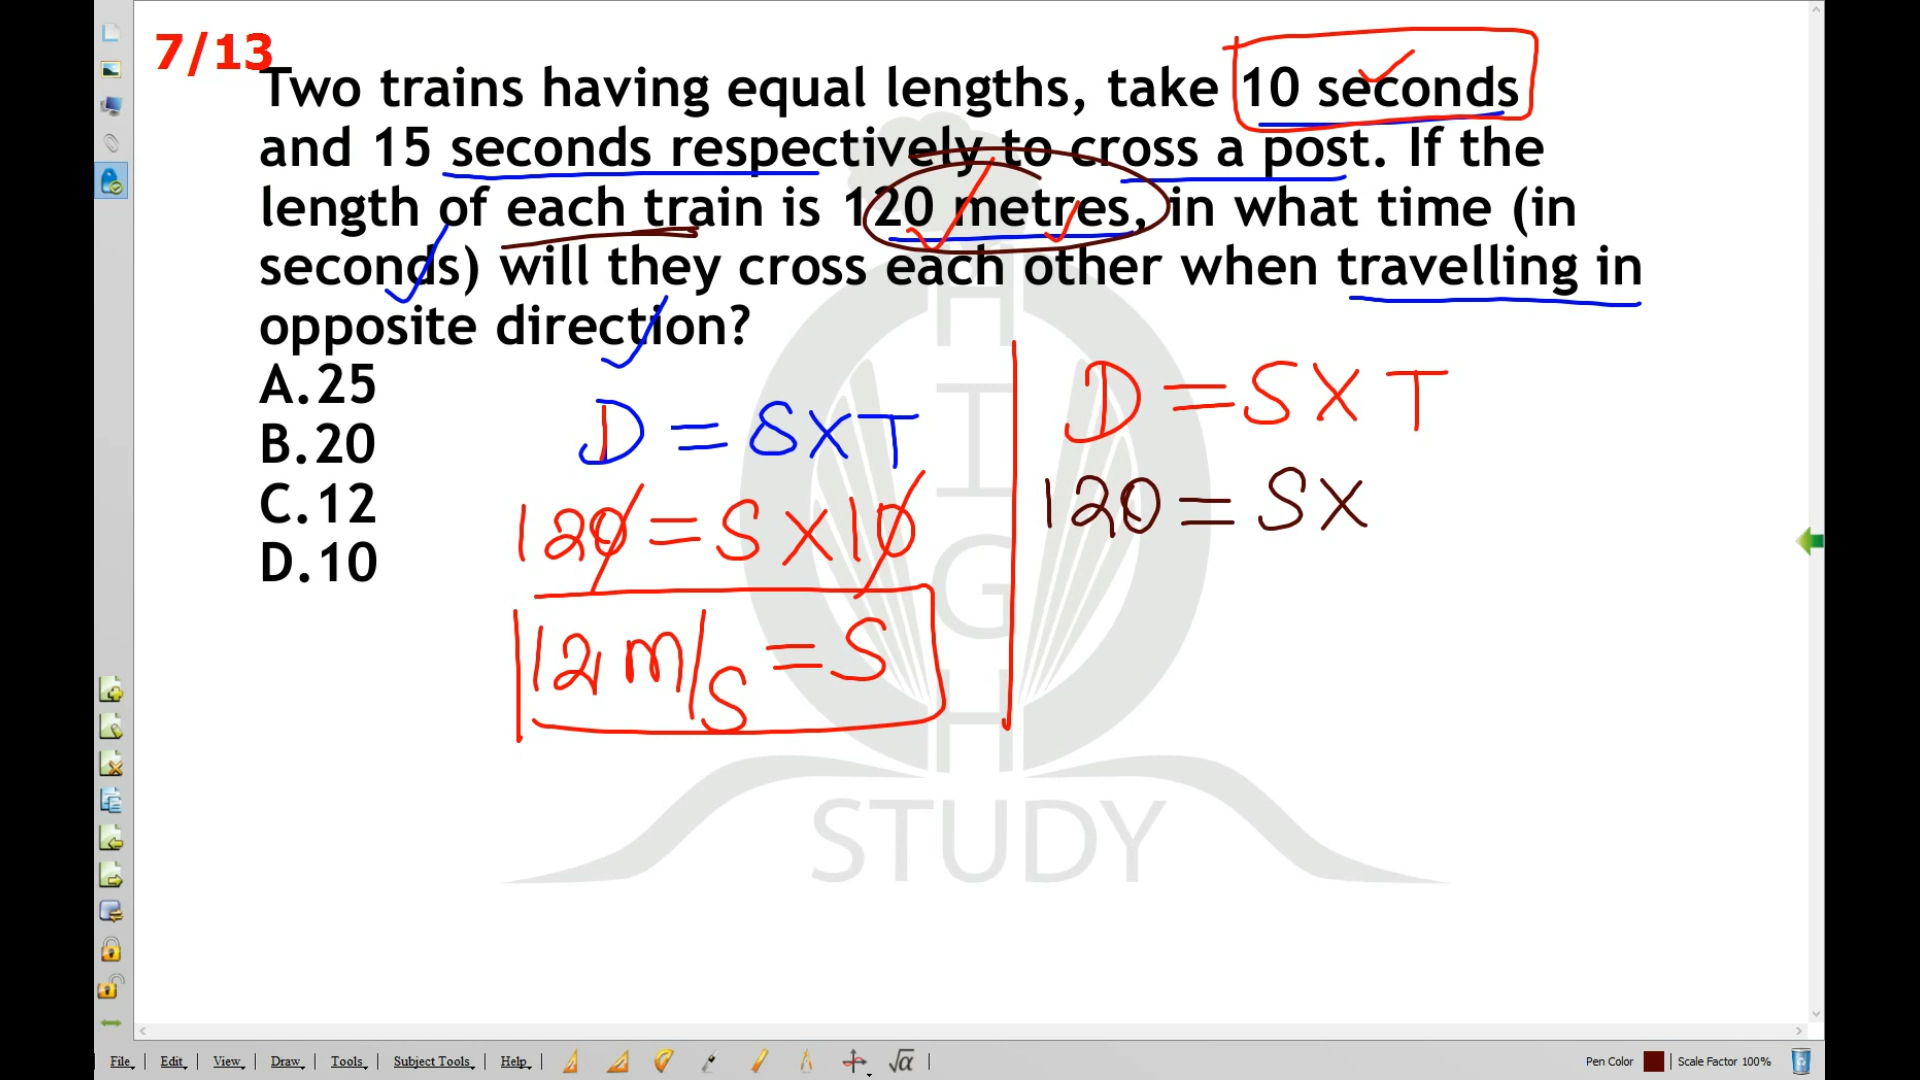 7/13
Two trains having equal lengths, take 10 seconds
and 15 seconds respectively to cross a post. If the
length of each train is 120 metres, in what time (in
seconds) will they cross each other when travelling in
opposite direction?
A.25
B.20
C.12
D.10
D = S X T
120 = S X 10
12 m/s = S
D = S X T
120 = S X
HIGH
STUDY
File Edit View Draw Tools Subject Tools Help
Pen Color Scale Factor 100%